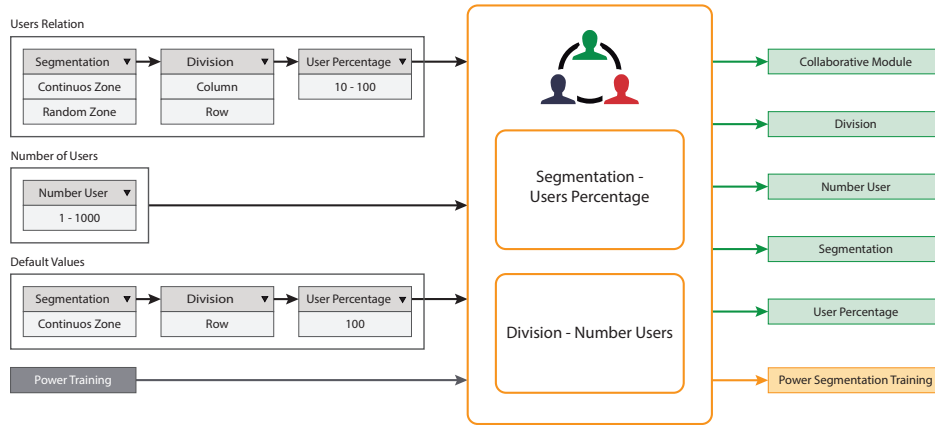 Users Relation
Segmentation
Division
User Percentage
Continuos Zone
Column
10 - 100
Random Zone
Row
Number of Users
Number User
1 - 1000
Default Values
Segmentation
Division
User Percentage
Continuos Zone
Row
100
Power Training
Segmentation -
Users Percentage
Division - Number Users
Collaborative Module
Division
Number User
Segmentation
User Percentage
Power Segmentation Training